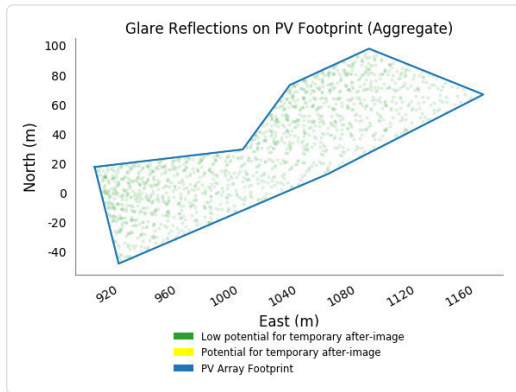 Glare Reflections on PV Footprint (Aggregate)
100
80
60
40
20
0
-20
-40
North (m)
920
960
1000
1040
1080
1120
1160
East (m)
Low potential for temporary after-image
Potential for temporary after-image
PV Array Footprint